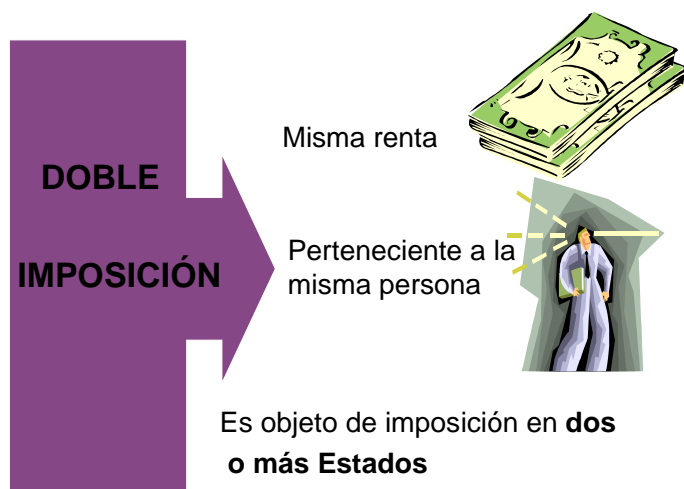 DOBLE
IMPOSICIÓN
Misma renta
Perteneciente a la
misma persona
Es objeto de imposición en dos
o más Estados